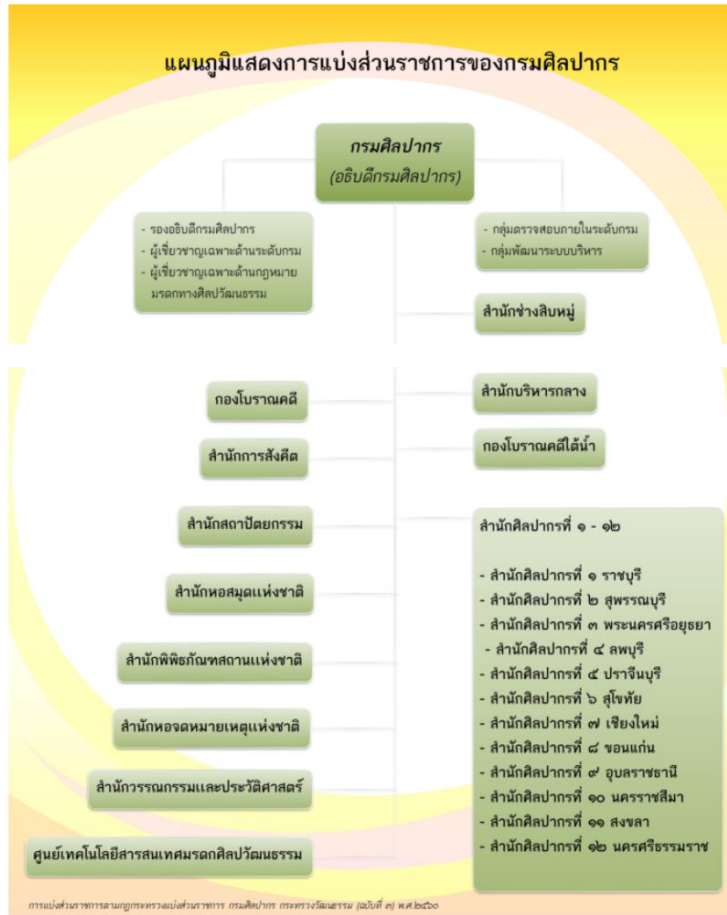 แผนภูมิแสดงการแบ่งส่วนราชการของกรมศิลปากร
กรมศิลปากร
(อธิบดีกรมศิลปากร)
- รองอธิบดีกรมศิลปากร
- ผู้เชี่ยวชาญเฉพาะด้านระดับกรม
- ผู้เชี่ยวชาญเฉพาะด้านกฎหมาย
มรดกทางศิลปวัฒนธรรม
- กลุ่มตรวจสอบภายในระดับกรม
- กลุ่มพัฒนาระบบบริหาร
สำนักช่างสิบหมู่
กองโบราณคดี
สำนักบริหารกลาง
สำนักการสังคีต
กองโบราณคดีใต้น้ำ
สำนักสถาปัตยกรรม
สำนักหอสมุดแห่งชาติ
สำนักพิพิธภัณฑสถานแห่งชาติ
สำนักหอจดหมายเหตุแห่งชาติ
สำนักวรรณกรรมและประวัติศาสตร์
ศูนย์เทคโนโลยีสารสนเทศมรดกศิลปวัฒนธรรม
สำนักศิลปากรที่ ๑ - ๑๒
- สำนักศิลปากรที่ ๑ ราชบุรี
- สำนักศิลปากรที่ ๒ สุพรรณบุรี
- สำนักศิลปากรที่ ๓ พระนครศรีอยุธยา
- สำนักศิลปากรที่ ๔ ลพบุรี
- สำนักศิลปากรที่ ๕ ปราจีนบุรี
- สำนักศิลปากรที่ ๖ สุโขทัย
- สำนักศิลปากรที่ ๗ เชียงใหม่
- สำนักศิลปากรที่ ๘ ขอนแก่น
- สำนักศิลปากรที่ ๙ อุบลราชธานี
- สำนักศิลปากรที่ ๑๐ นครราชสีมา
- สำนักศิลปากรที่ ๑๑ สงขลา
- สำนักศิลปากรที่ ๑๒ นครศรีธรรมราช
การแบ่งส่วนราชการตามกฎกระทรวงแบ่งส่วนราชการ กรมศิลปากร กระทรวงวัฒนธรรม (ฉบับที่ ๓) พ.ศ.๒๕๖๐